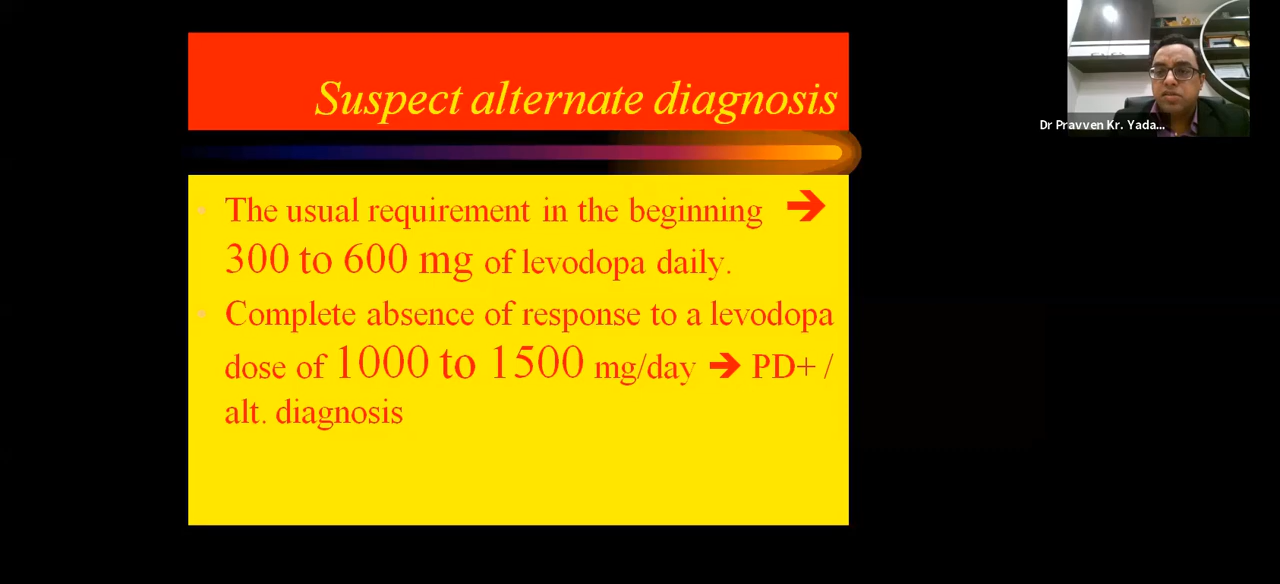 Suspect alternate diagnosis
• The usual requirement in the beginning ➔
300 to 600 mg of levodopa daily.
• Complete absence of response to a levodopa
dose of 1000 to 1500 mg/day ➔ PD+ /
alt. diagnosis
Dr Pravven Kr. Yada...